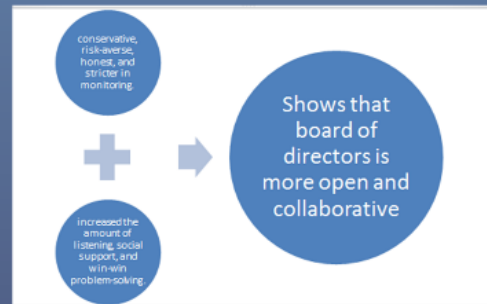 conservative,
risk-averse,
honest, and
stricter in
monitoring.
increased the
amount of
listening, social
support, and
win-win
problem-solving.
Shows that
board of
directors is
more open and
collaborative